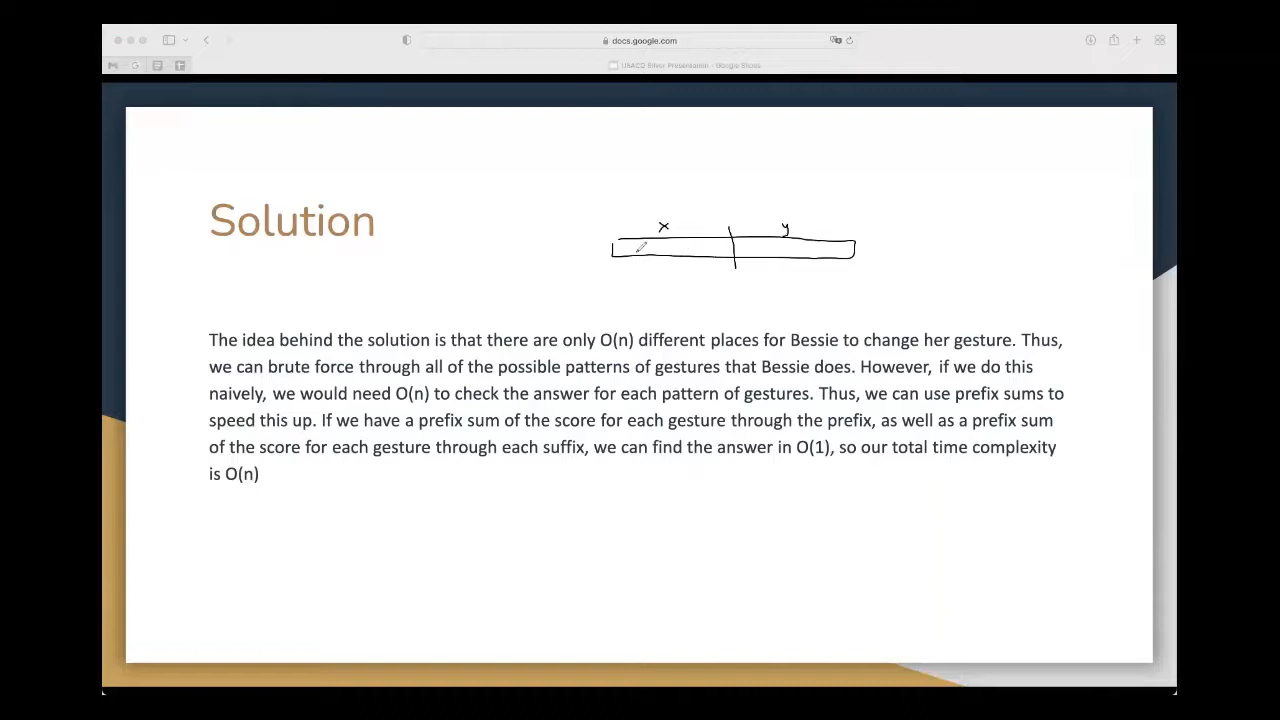 docs.google.com
USACO Silver Presentation - Google Slides
Solution
x y
The idea behind the solution is that there are only O(n) different places for Bessie to change her gesture. Thus,
we can brute force through all of the possible patterns of gestures that Bessie does. However, if we do this
naively, we would need O(n) to check the answer for each pattern of gestures. Thus, we can use prefix sums to
speed this up. If we have a prefix sum of the score for each gesture through the prefix, as well as a prefix sum
of the score for each gesture through each suffix, we can find the answer in O(1), so our total time complexity
is O(n)